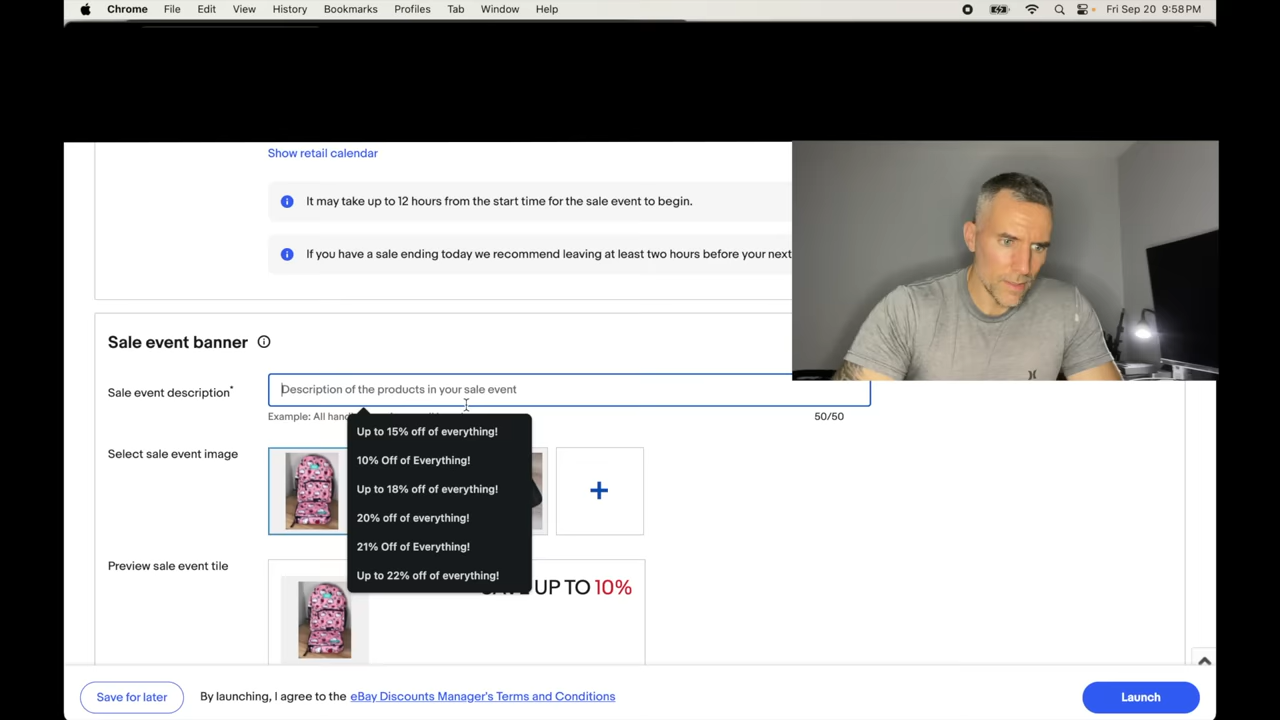 Chrome File Edit View History Bookmarks Profiles Tab Window Help Fri Sep 20 9:58 PM
Show retail calendar
It may take up to 12 hours from the start time for the sale event to begin.
If you have a sale ending today we recommend leaving at least two hours before your next
Sale event banner
Sale event description*
Description of the products in your sale event
Example: All
50/50
Up to 15% off of everything!
10% Off of Everything!
Up to 18% off of everything!
20% off of everything!
21% Off of Everything!
Up to 22% off of everything!
Select sale event image
+
Preview sale event tile
UP TO 10%
Save for later
By launching, I agree to the eBay Discounts Manager's Terms and Conditions
Launch